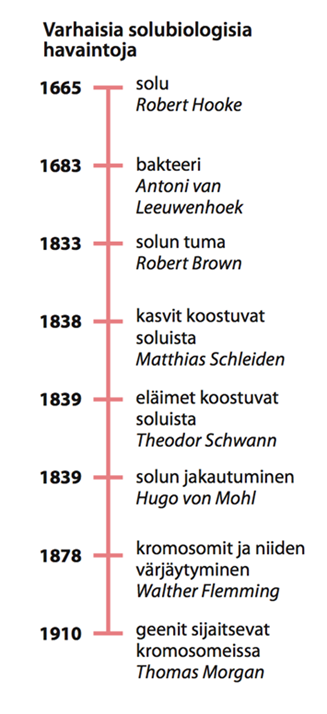 Varhaisia solubiologisia
havaintoja
1665 solu
Robert Hooke
1683 bakteeri
Antoni van
Leeuwenhoek
1833 solun tuma
Robert Brown
1838 kasvit koostuvat
soluista
Matthias Schleiden
1839 eläimet koostuvat
soluista
Theodor Schwann
1839 solun jakautuminen
Hugo von Mohl
1878 kromosomit ja niiden
värjäytyminen
Walther Flemming
1910 geenit sijaitsevat
kromosomeissa
Thomas Morgan